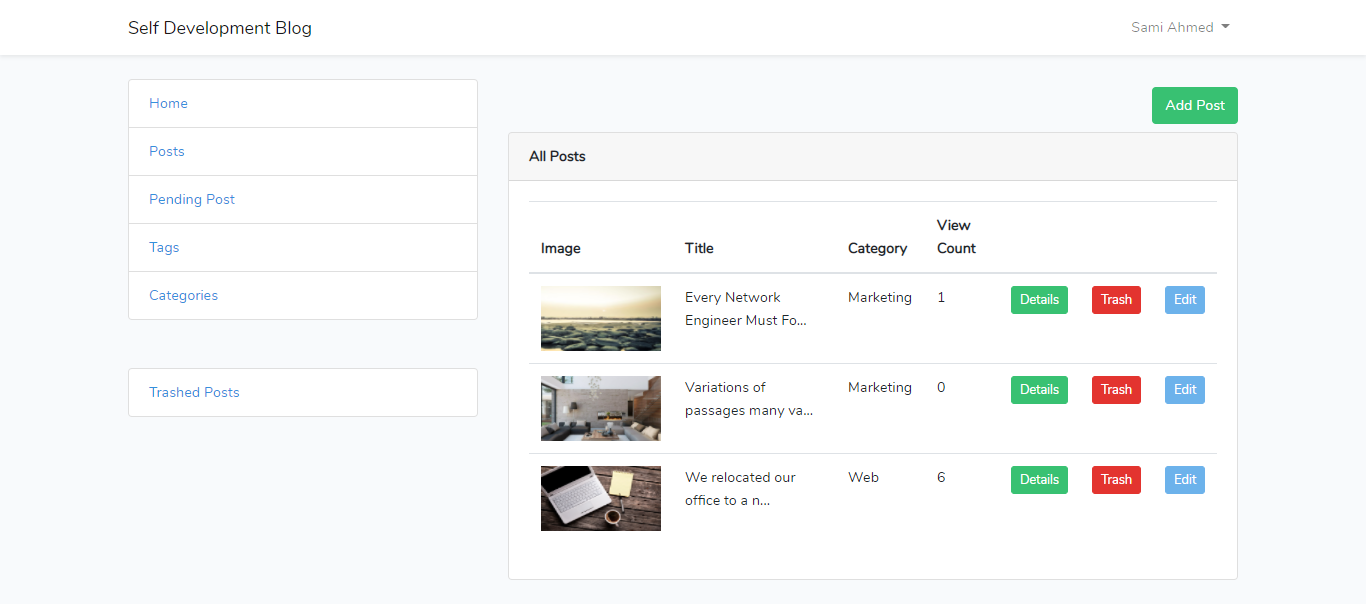 Self Development Blog
Sami Ahmed
Home
Posts
Pending Post
Tags
Categories
Trashed Posts
Add Post
All Posts
Image Title Category View Count
Every Network
Engineer Must Fo...
Marketing 1 Details Trash Edit
Variations of
passages many va...
Marketing 0 Details Trash Edit
We relocated our
office to a n...
Web 6 Details Trash Edit